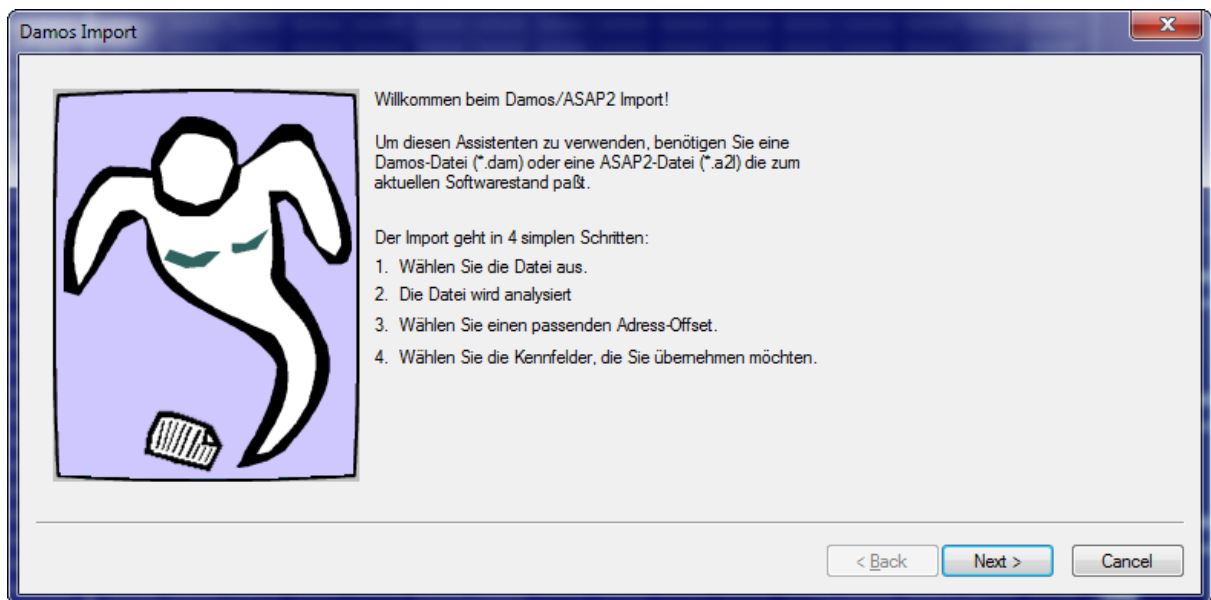 Damos Import
Willkommen beim Damos/ASAP2 Import!
Um diesen Assistenten zu verwenden, benötigen Sie eine
Damos-Datei (*.dam) oder eine ASAP2-Datei (*.a2l) die zum
aktuellen Softwarestand paßt.
Der Import geht in 4 simplen Schritten:
1. Wählen Sie die Datei aus.
2. Die Datei wird analysiert
3. Wählen Sie einen passenden Adress-Offset.
4. Wählen Sie die Kennfelder, die Sie übernehmen möchten.
< Back Next > Cancel